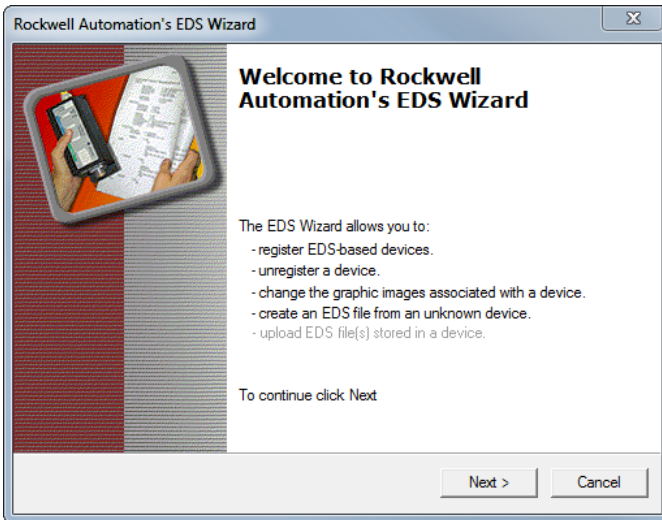 Rockwell Automation's EDS Wizard
Welcome to Rockwell
Automation's EDS Wizard
The EDS Wizard allows you to:
- register EDS-based devices.
- unregister a device.
- change the graphic images associated with a device.
- create an EDS file from an unknown device.
- upload EDS file(s) stored in a device.
To continue click Next
Next >
Cancel